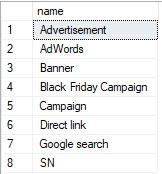 name
1 Advertisement
2 AdWords
3 Banner
4 Black Friday Campaign
5 Campaign
6 Direct link
7 Google search
8 SN